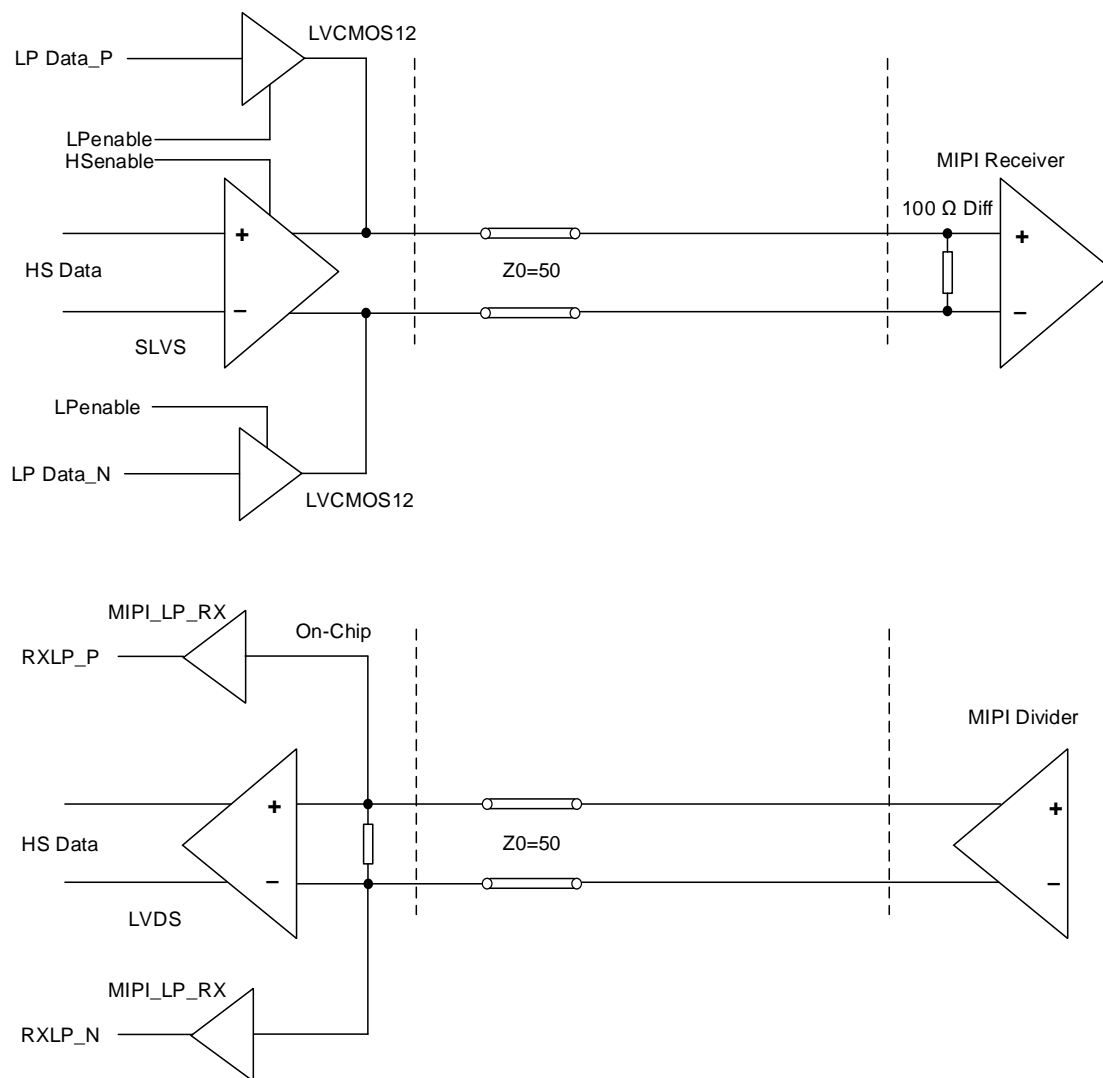 LVCMOS12
LP Data_P
LPenable
HSenable
MIPI Receiver
100 Ω Diff
+
+
HS Data
Z0=50
–
–
SLVS
LPenable
LP Data_N
LVCMOS12
MIPI_LP_RX
On-Chip
RXLP_P
MIPI Divider
+
+
HS Data
Z0=50
–
–
LVDS
MIPI_LP_RX
RXLP_N